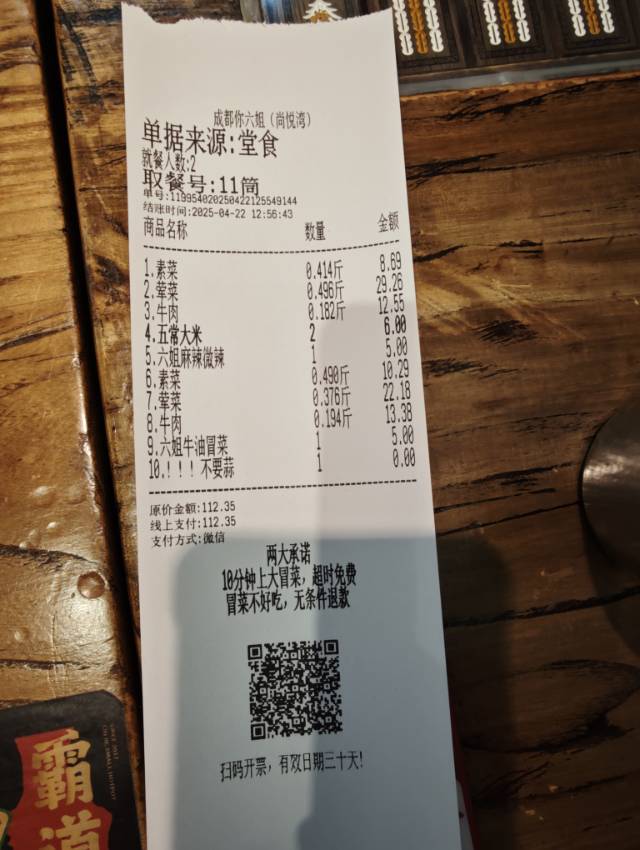 成都你六姐（尚悦湾）
单据来源:堂食
就餐人数:2
取餐号:11筒
单号:11995402025042212554​9144
结账时间:2025-04-22 12:56:43
商品名称 数量 金额
1.素菜 0.414斤 8.69
2.荤菜 0.496斤 29.26
3.牛肉 0.182斤 12.55
4.五常大米 2 6.00
5.六姐麻辣微辣 1 5.00
6.素菜 0.490斤 10.29
7.荤菜 0.376斤 22.18
8.牛肉 0.194斤 13.38
9.六姐牛油冒菜 1 5.00
10.！！！不要蒜 1 0.00
原价金额:112.35
线上支付:112.35
支付方式:微信
两大承诺
10分钟上大冒菜，超时免费
冒菜不好吃，无条件退款
扫码开票，有效日期三十天!
霸道